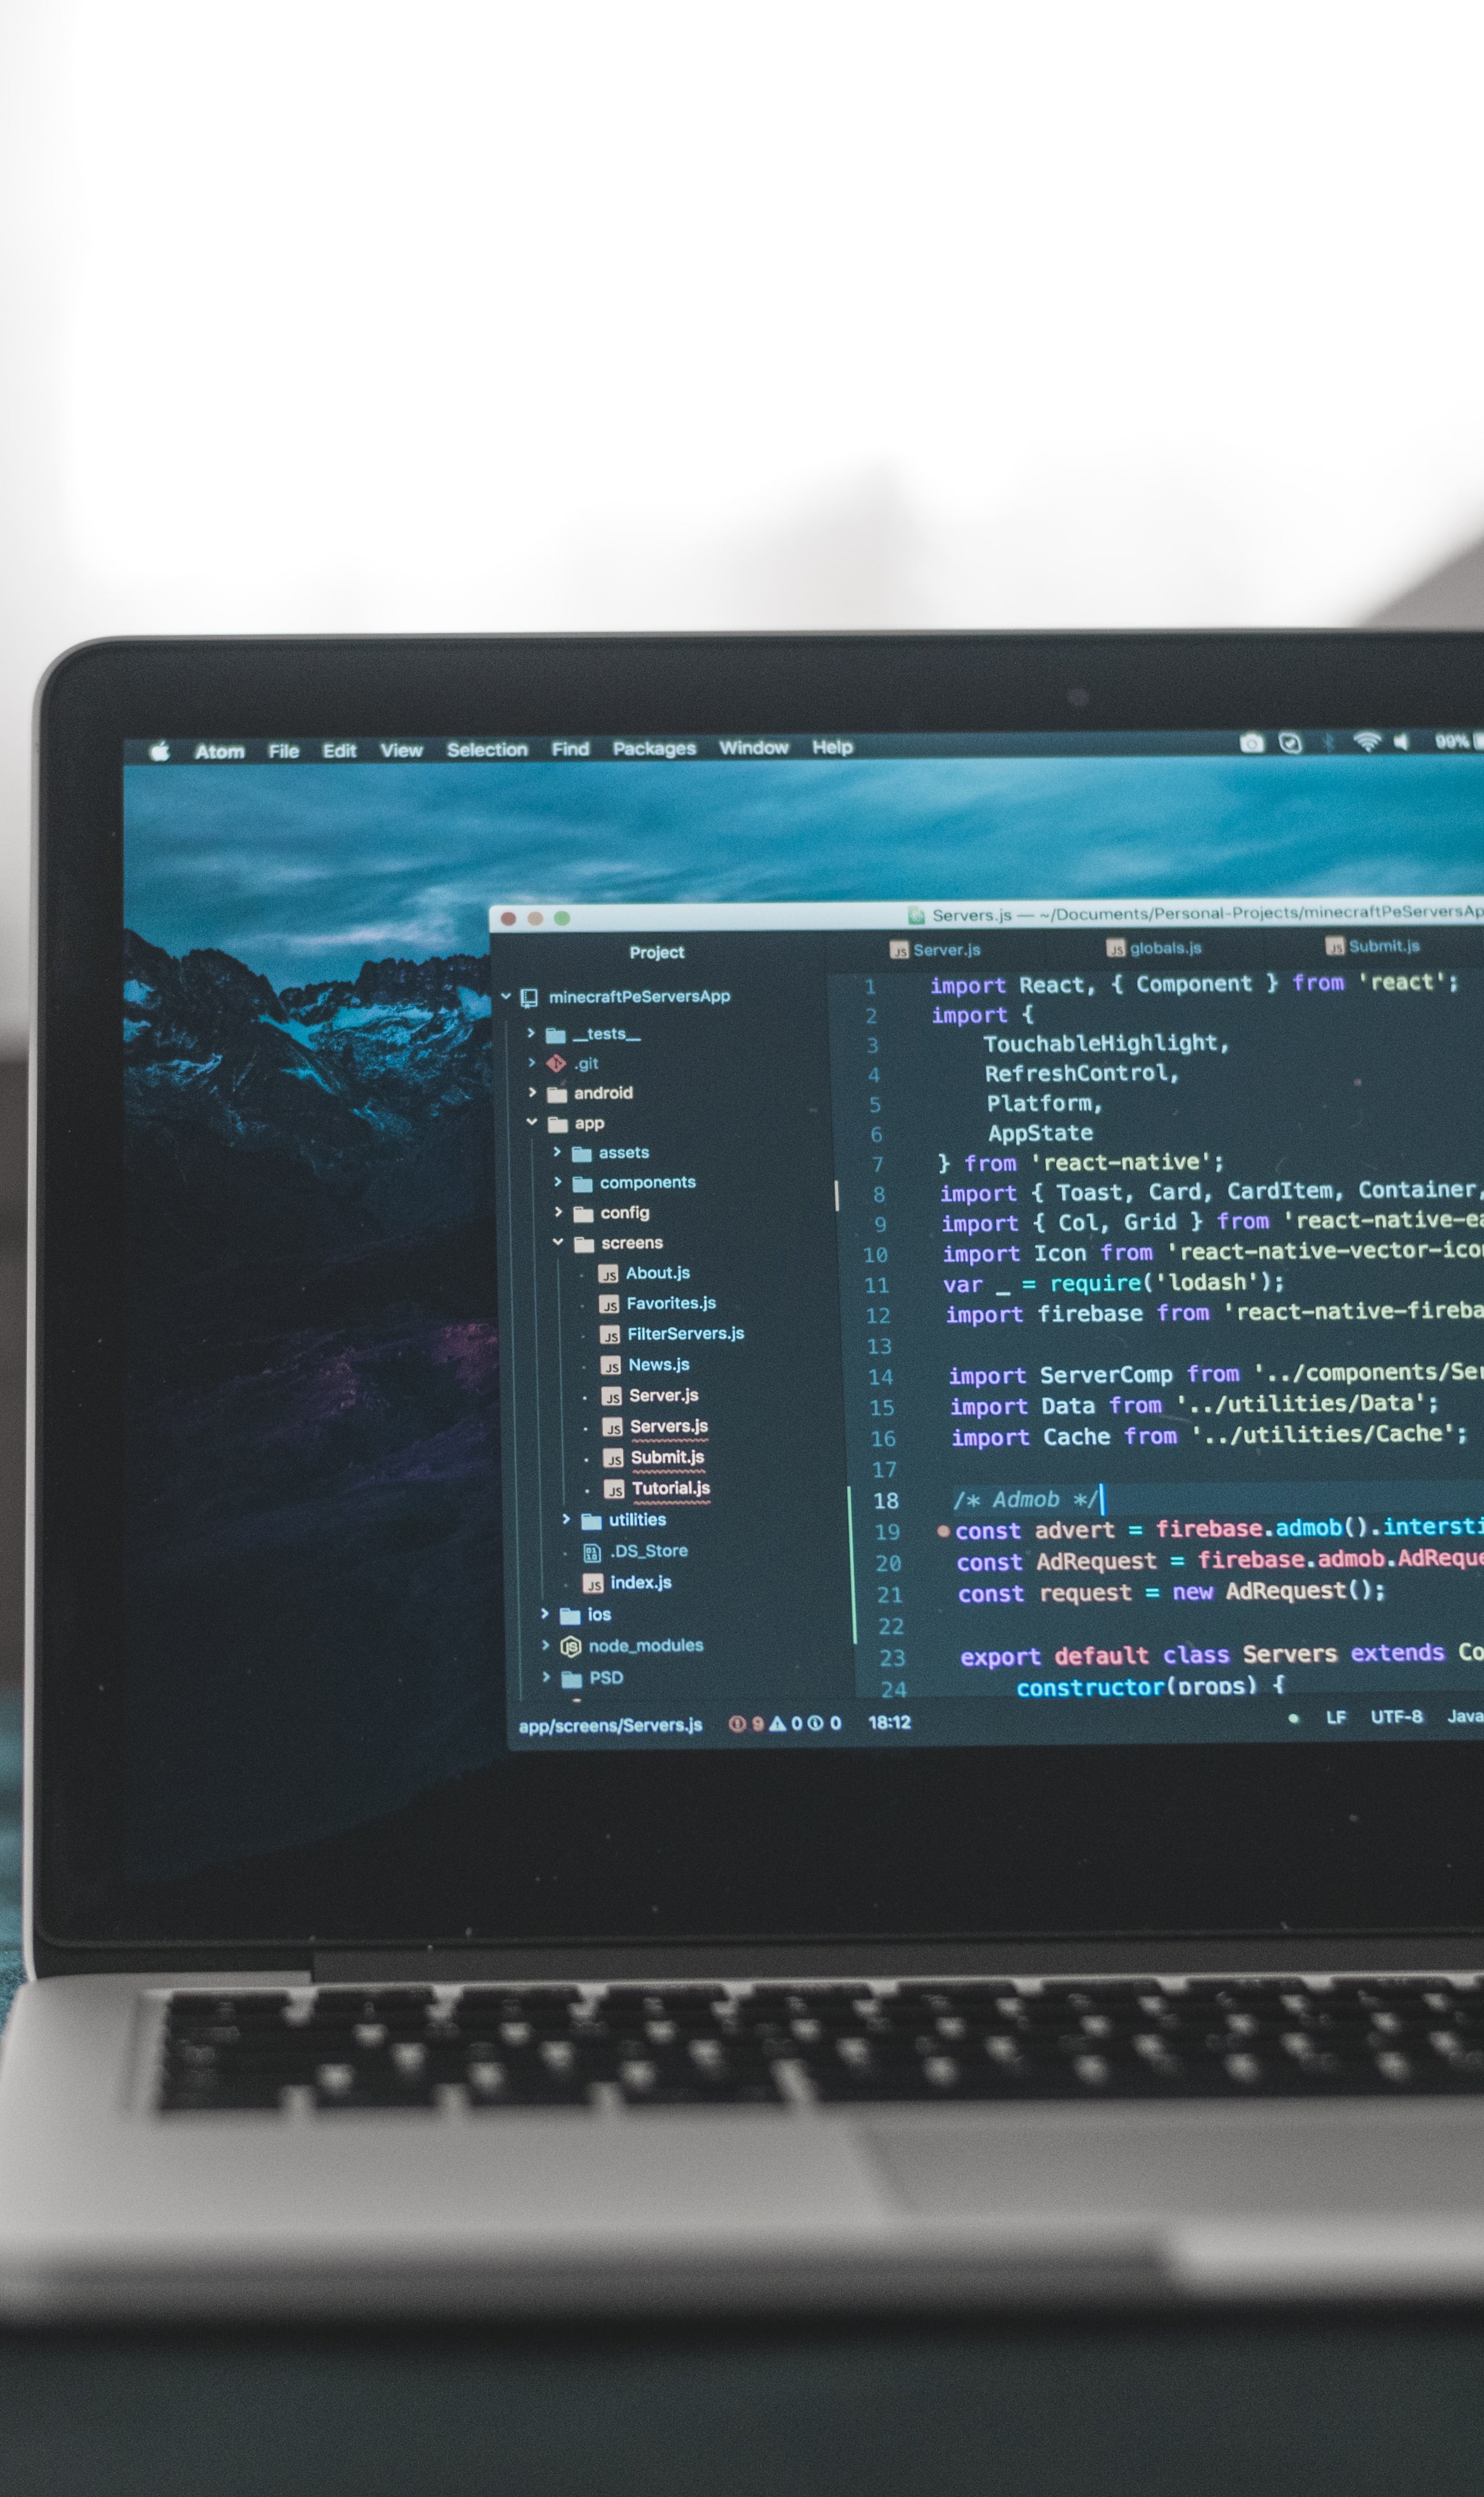 Atom File Edit View Selection Find Packages Window Help 99%
Servers.js — ~/Documents/Personal-Projects/minecraftPeServersAp
Project
minecraftPeServersApp
__tests__
.git
android
app
assets
components
config
screens
About.js
Favorites.js
FilterServers.js
News.js
Server.js
Servers.js
Submit.js
Tutorial.js
utilities
.DS_Store
index.js
ios
node_modules
PSD
Server.js globals.js Submit.js
1 import React, { Component } from 'react';
2 import {
3 TouchableHighlight,
4 RefreshControl,
5 Platform,
6 AppState
7 } from 'react-native';
8 import { Toast, Card, CardItem, Container,
9 import { Col, Grid } from 'react-native-ea
10 import Icon from 'react-native-vector-ico
11 var _ = require('lodash');
12 import firebase from 'react-native-fireba
13
14 import ServerComp from '../components/Ser
15 import Data from '../utilities/Data';
16 import Cache from '../utilities/Cache';
17
18 /* Admob */
19 const advert = firebase.admob().intersti
20 const AdRequest = firebase.admob.AdReque
21 const request = new AdRequest();
22
23 export default class Servers extends Co
24 constructor(props) {
app/screens/Servers.js 9 0 0 18:12 LF UTF-8 Java